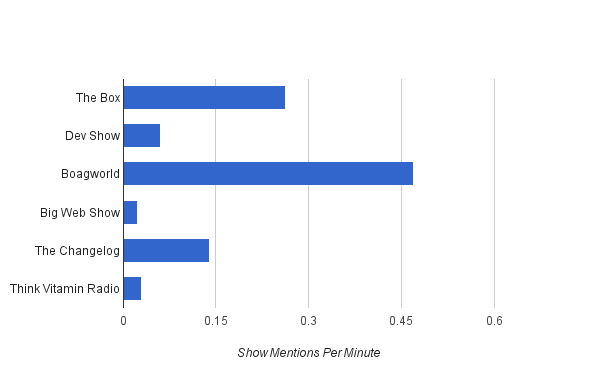 The Box
Dev Show
Boagworld
Big Web Show
The Changelog
Think Vitamin Radio
0 0.15 0.3 0.45 0.6
Show Mentions Per Minute